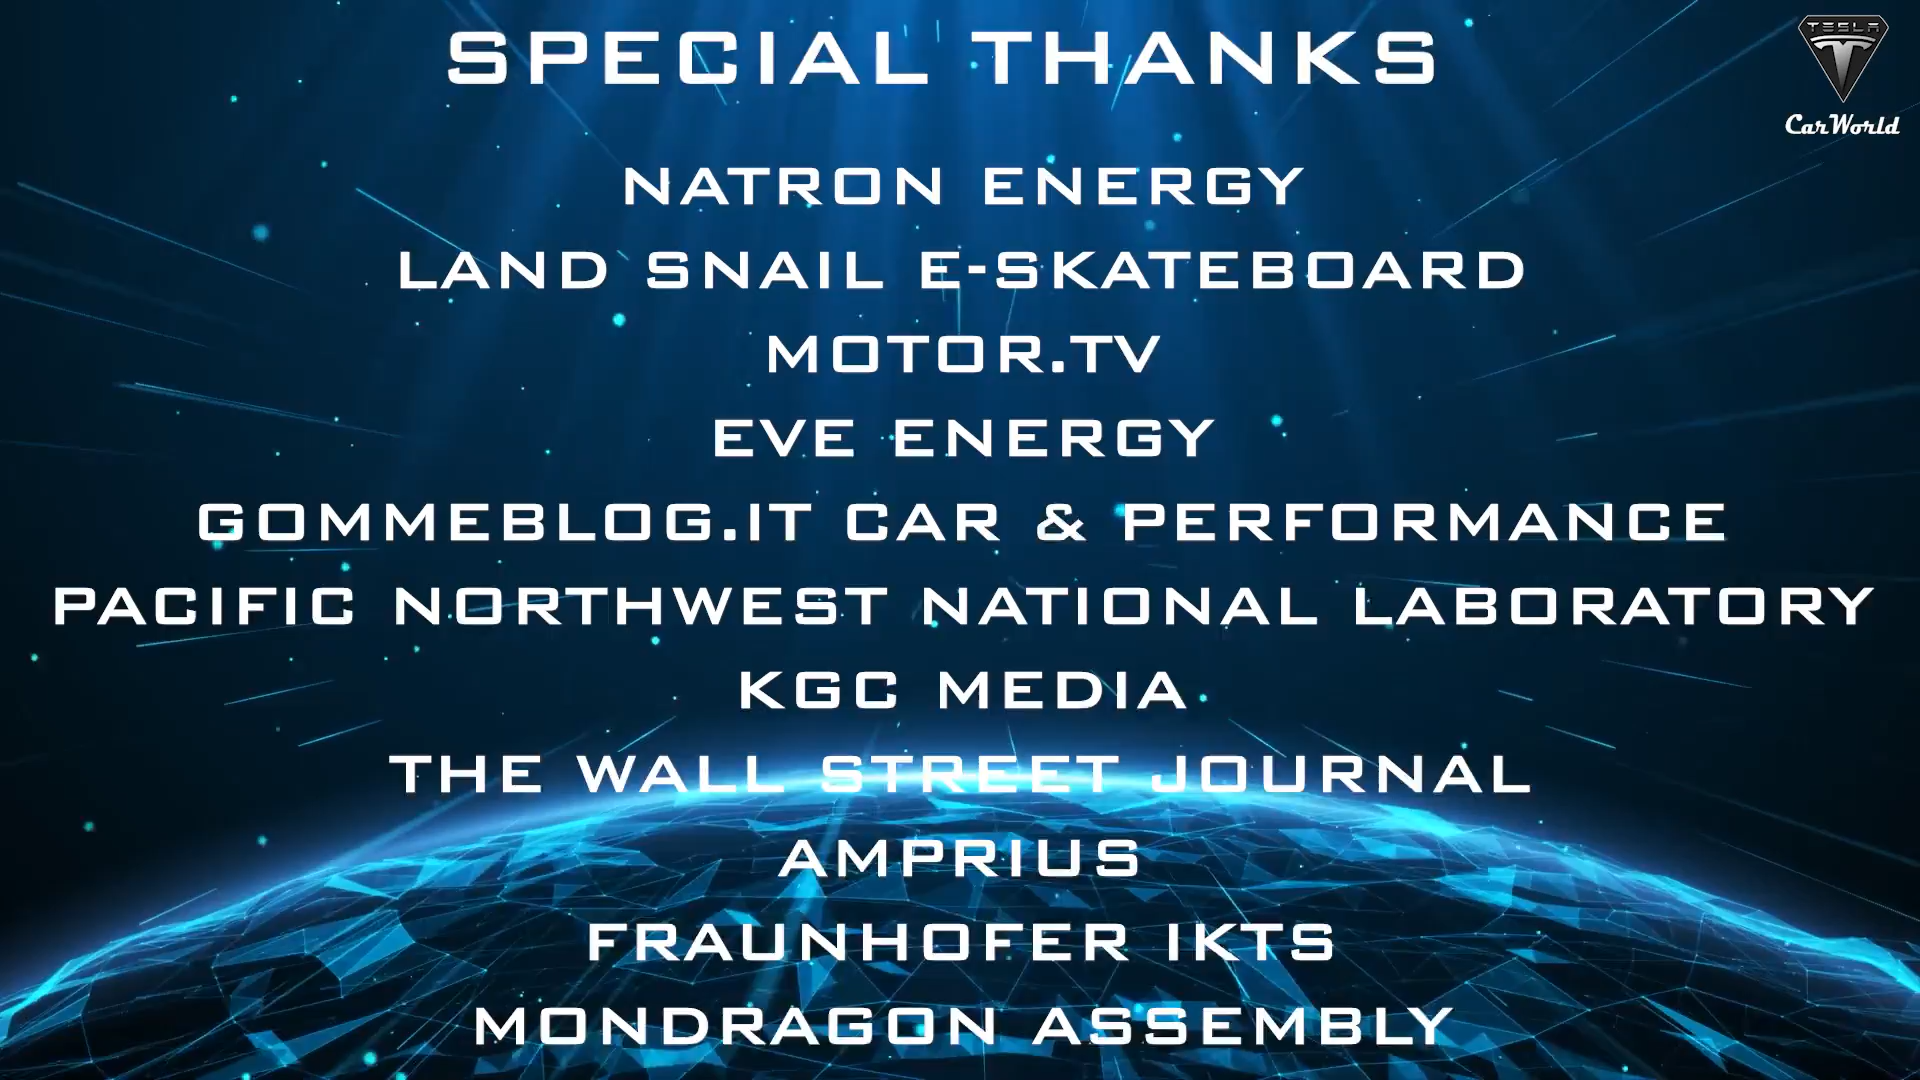 SPECIAL THANKS
TESLA
CarWorld
NATRON ENERGY
LAND SNAIL E-SKATEBOARD
MOTOR.TV
EVE ENERGY
GOMMEBLOG.IT CAR & PERFORMANCE
PACIFIC NORTHWEST NATIONAL LABORATORY
KGC MEDIA
THE WALL STREET JOURNAL
AMPRIUS
FRAUNHOFER IKTS
MONDRAGON ASSEMBLY